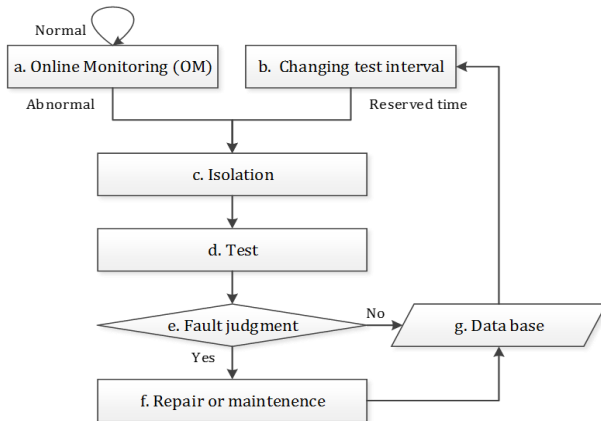 Normal
a. Online Monitoring (OM)
b. Changing test interval
Abnormal
Reserved time
c. Isolation
d. Test
e. Fault judgment
No
g. Data base
Yes
f. Repair or maintenence